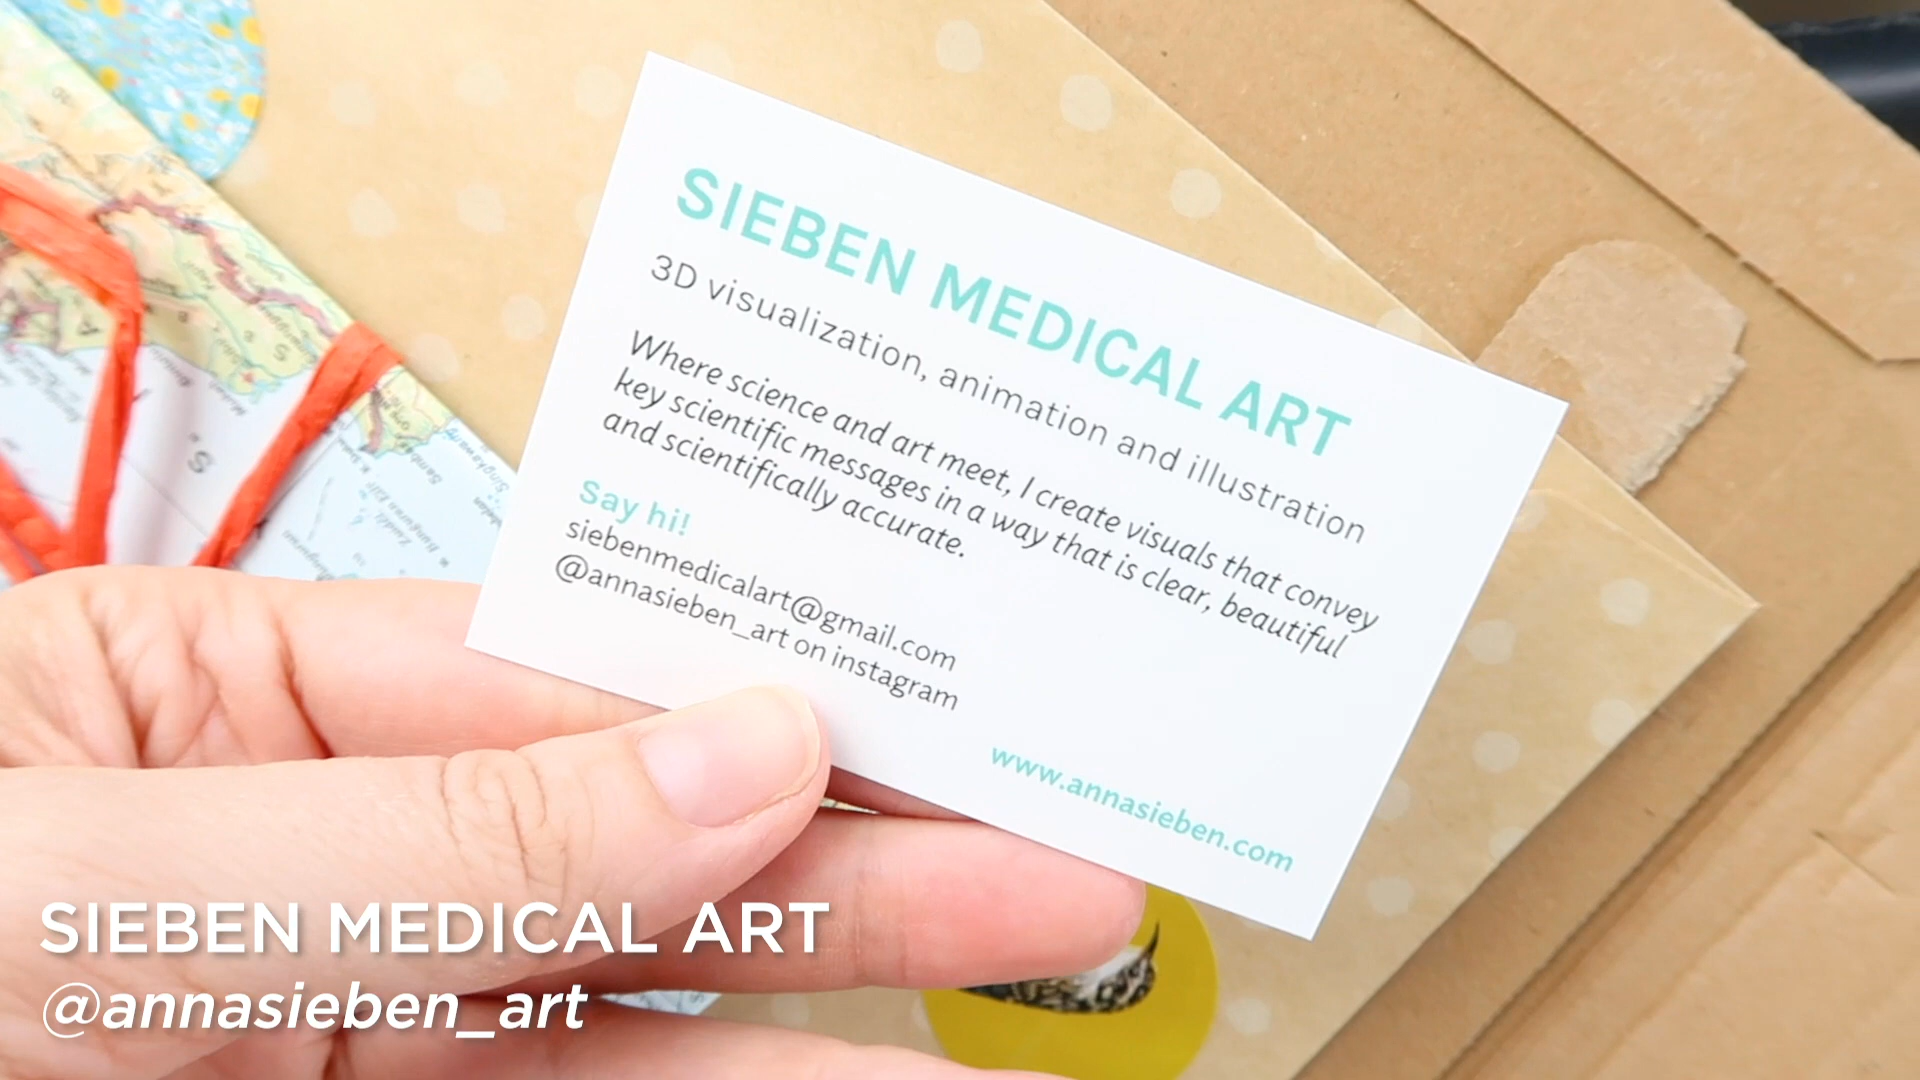 SIEBEN MEDICAL ART
3D visualization, animation and illustration
Where science and art meet, I create visuals that convey
key scientific messages in a way that is clear, beautiful
and scientifically accurate.
Say hi!
siebenmedicalart@gmail.com
@annasieben_art on instagram
www.annasieben.com
SIEBEN MEDICAL ART
@annasieben_art